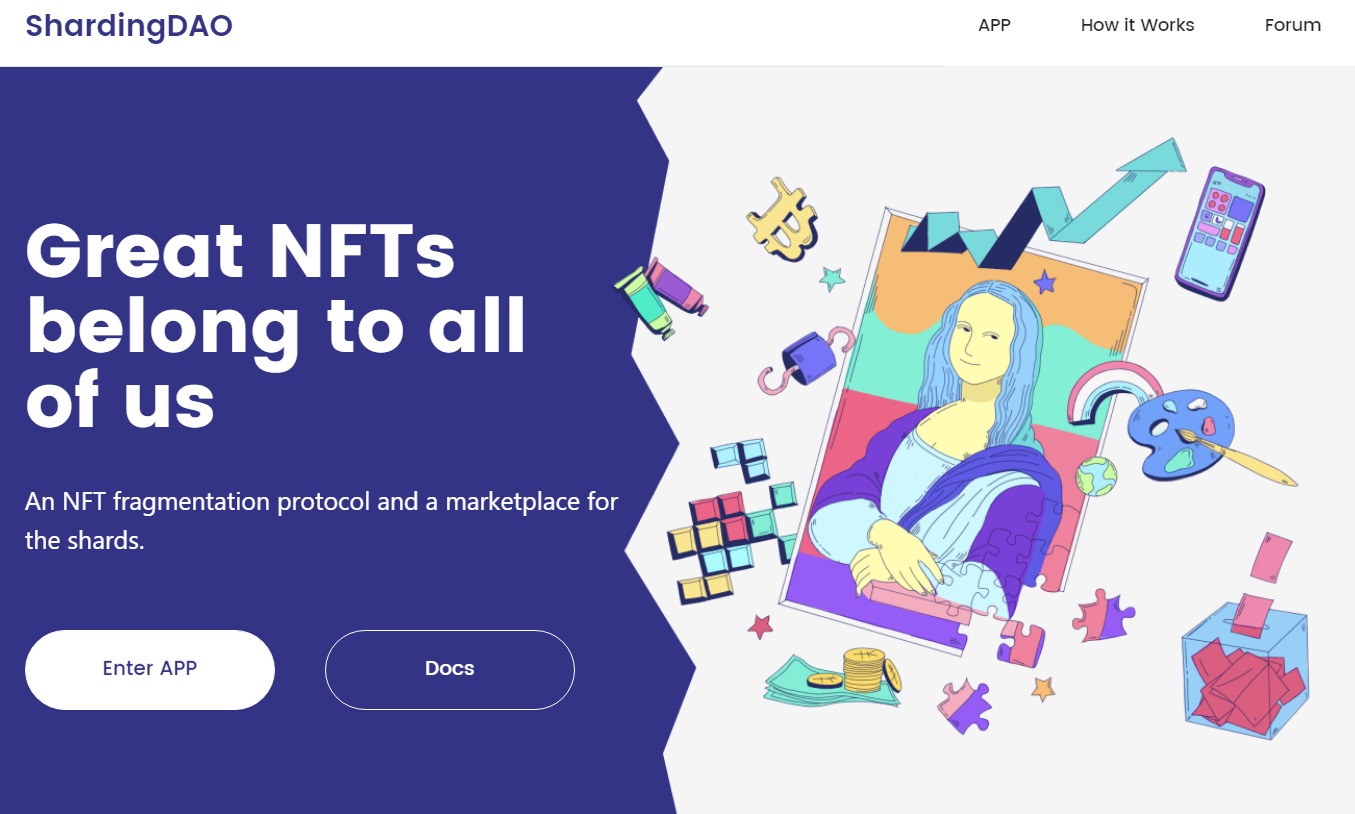 ShardingDAO
APP
How it Works
Forum
Great NFTs
belong to all
of us
An NFT fragmentation protocol and a marketplace for
the shards.
Enter APP
Docs